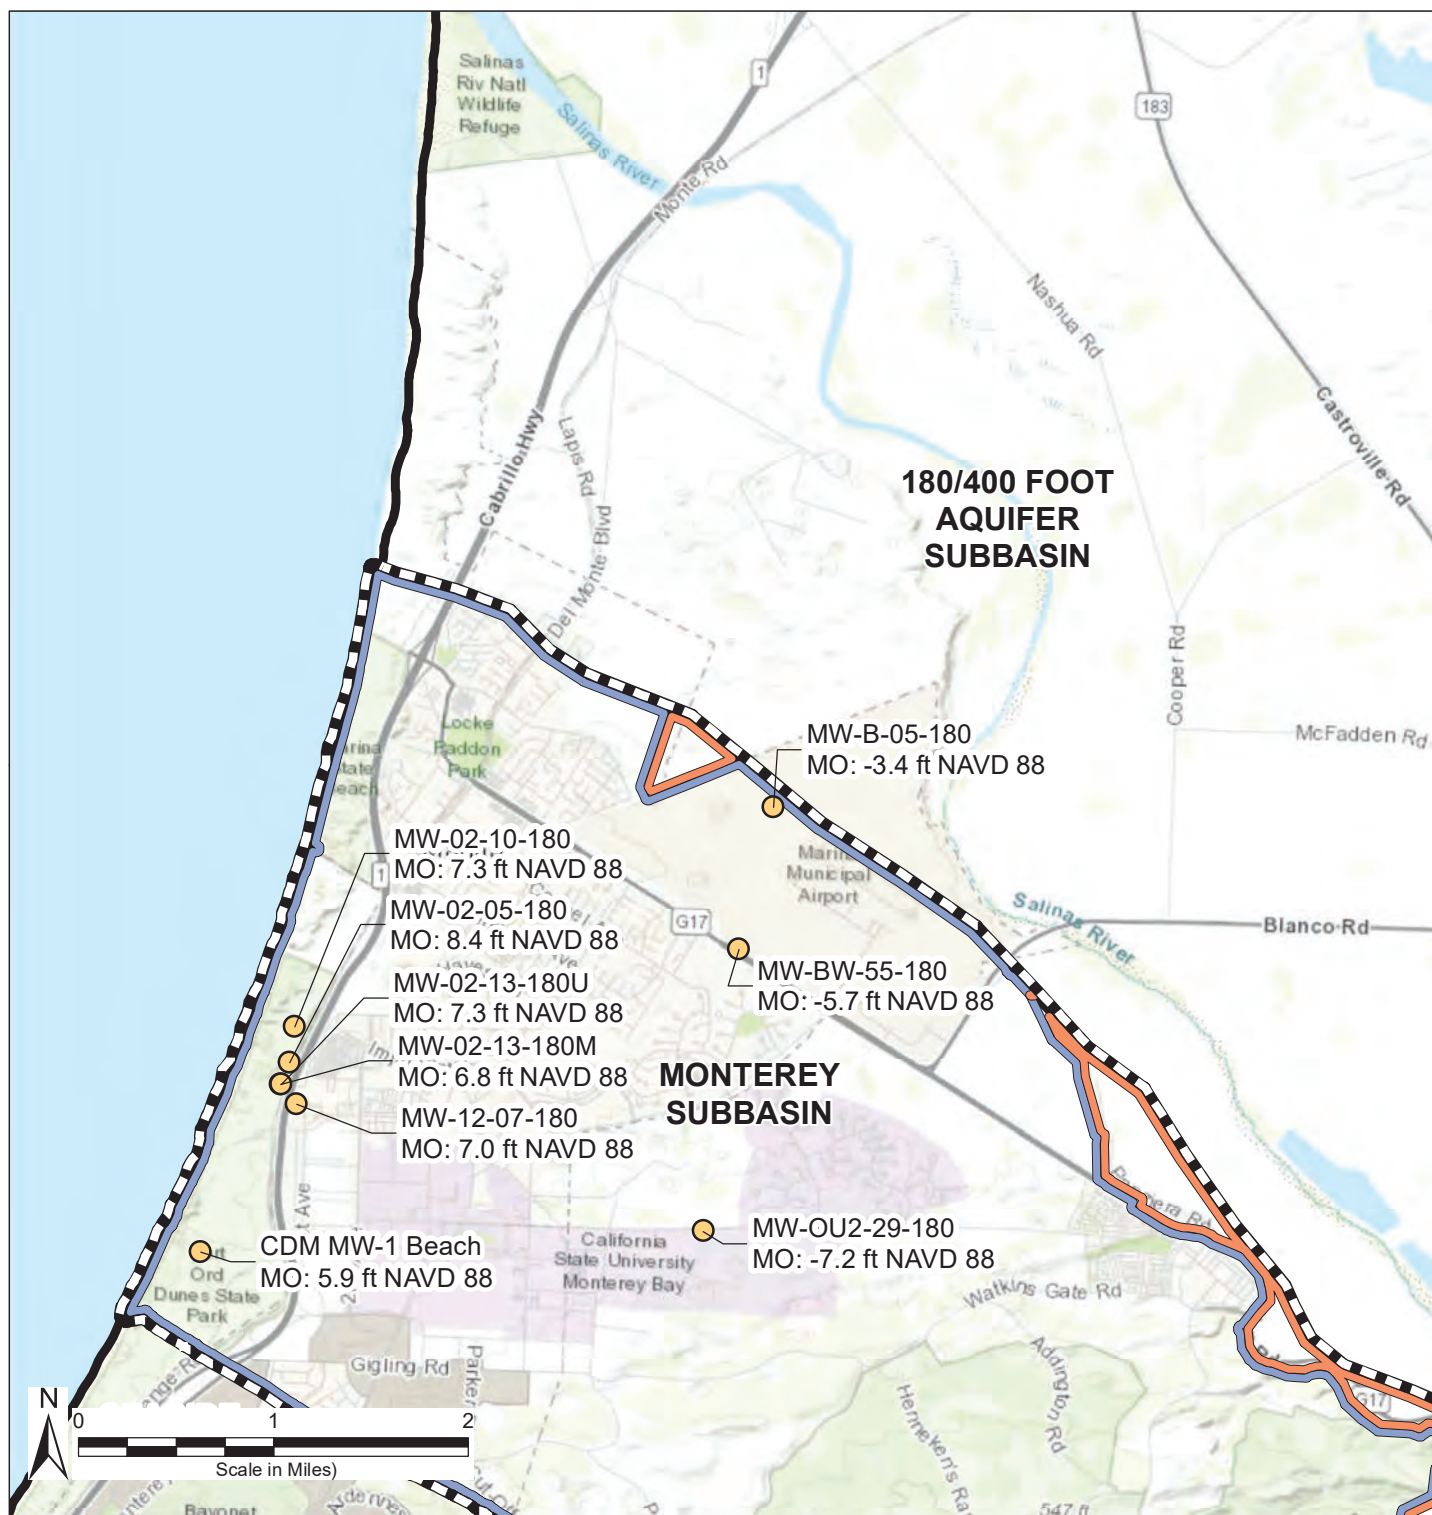 Salinas
Riv Natl
Wildlife
Refuge
1
183
Salinas River
Monte Rd
Nashua Rd
Castroville Rd
Cabrillo Hwy
Lapis Rd
Del Monte Blvd
180/400 FOOT
AQUIFER
SUBBASIN
Cooper Rd
McFadden Rd
Locke
Paddon
Park
MW-B-05-180
MO: -3.4 ft NAVD 88
MW-02-10-180
MO: 7.3 ft NAVD 88
1
Marina
Municipal
Airport
MW-02-05-180
MO: 8.4 ft NAVD 88
G17
Salinas River
Blanco Rd
MW-BW-55-180
MO: -5.7 ft NAVD 88
MW-02-13-180U
MO: 7.3 ft NAVD 88
MW-02-13-180M
MO: 6.8 ft NAVD 88
MONTEREY
SUBBASIN
MW-12-07-180
MO: 7.0 ft NAVD 88
Rd
MW-OU2-29-180
MO: -7.2 ft NAVD 88
CDM MW-1 Beach
MO: 5.9 ft NAVD 88
California
State University
Monterey Bay
Ord
Dunes State
Park
Watkins Gate Rd
Addington Rd
Gigling Rd
G17
N
0 1 2
Scale in Miles)
Bayonet
547 ft